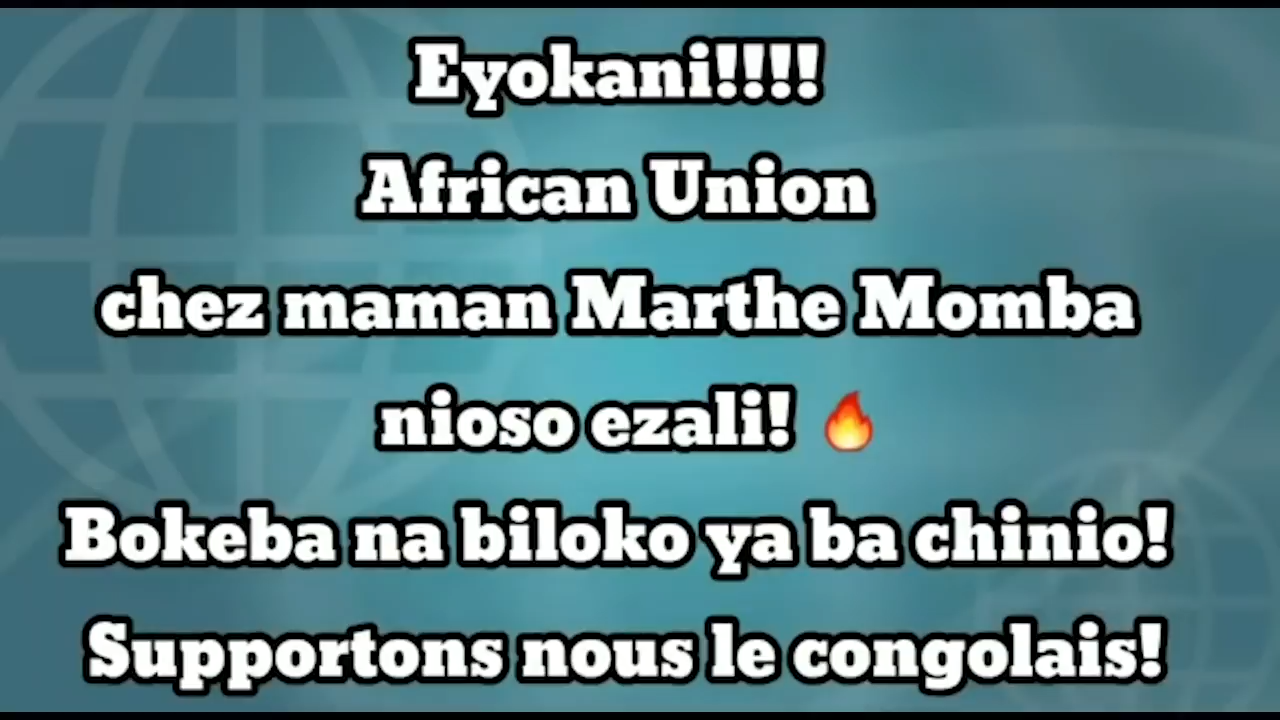 Eyokani!!!!
African Union
chez maman Marthe Momba
nioso ezali! 🔥
Bokeba na biloko ya ba chinio!
Supportons nous le congolais!